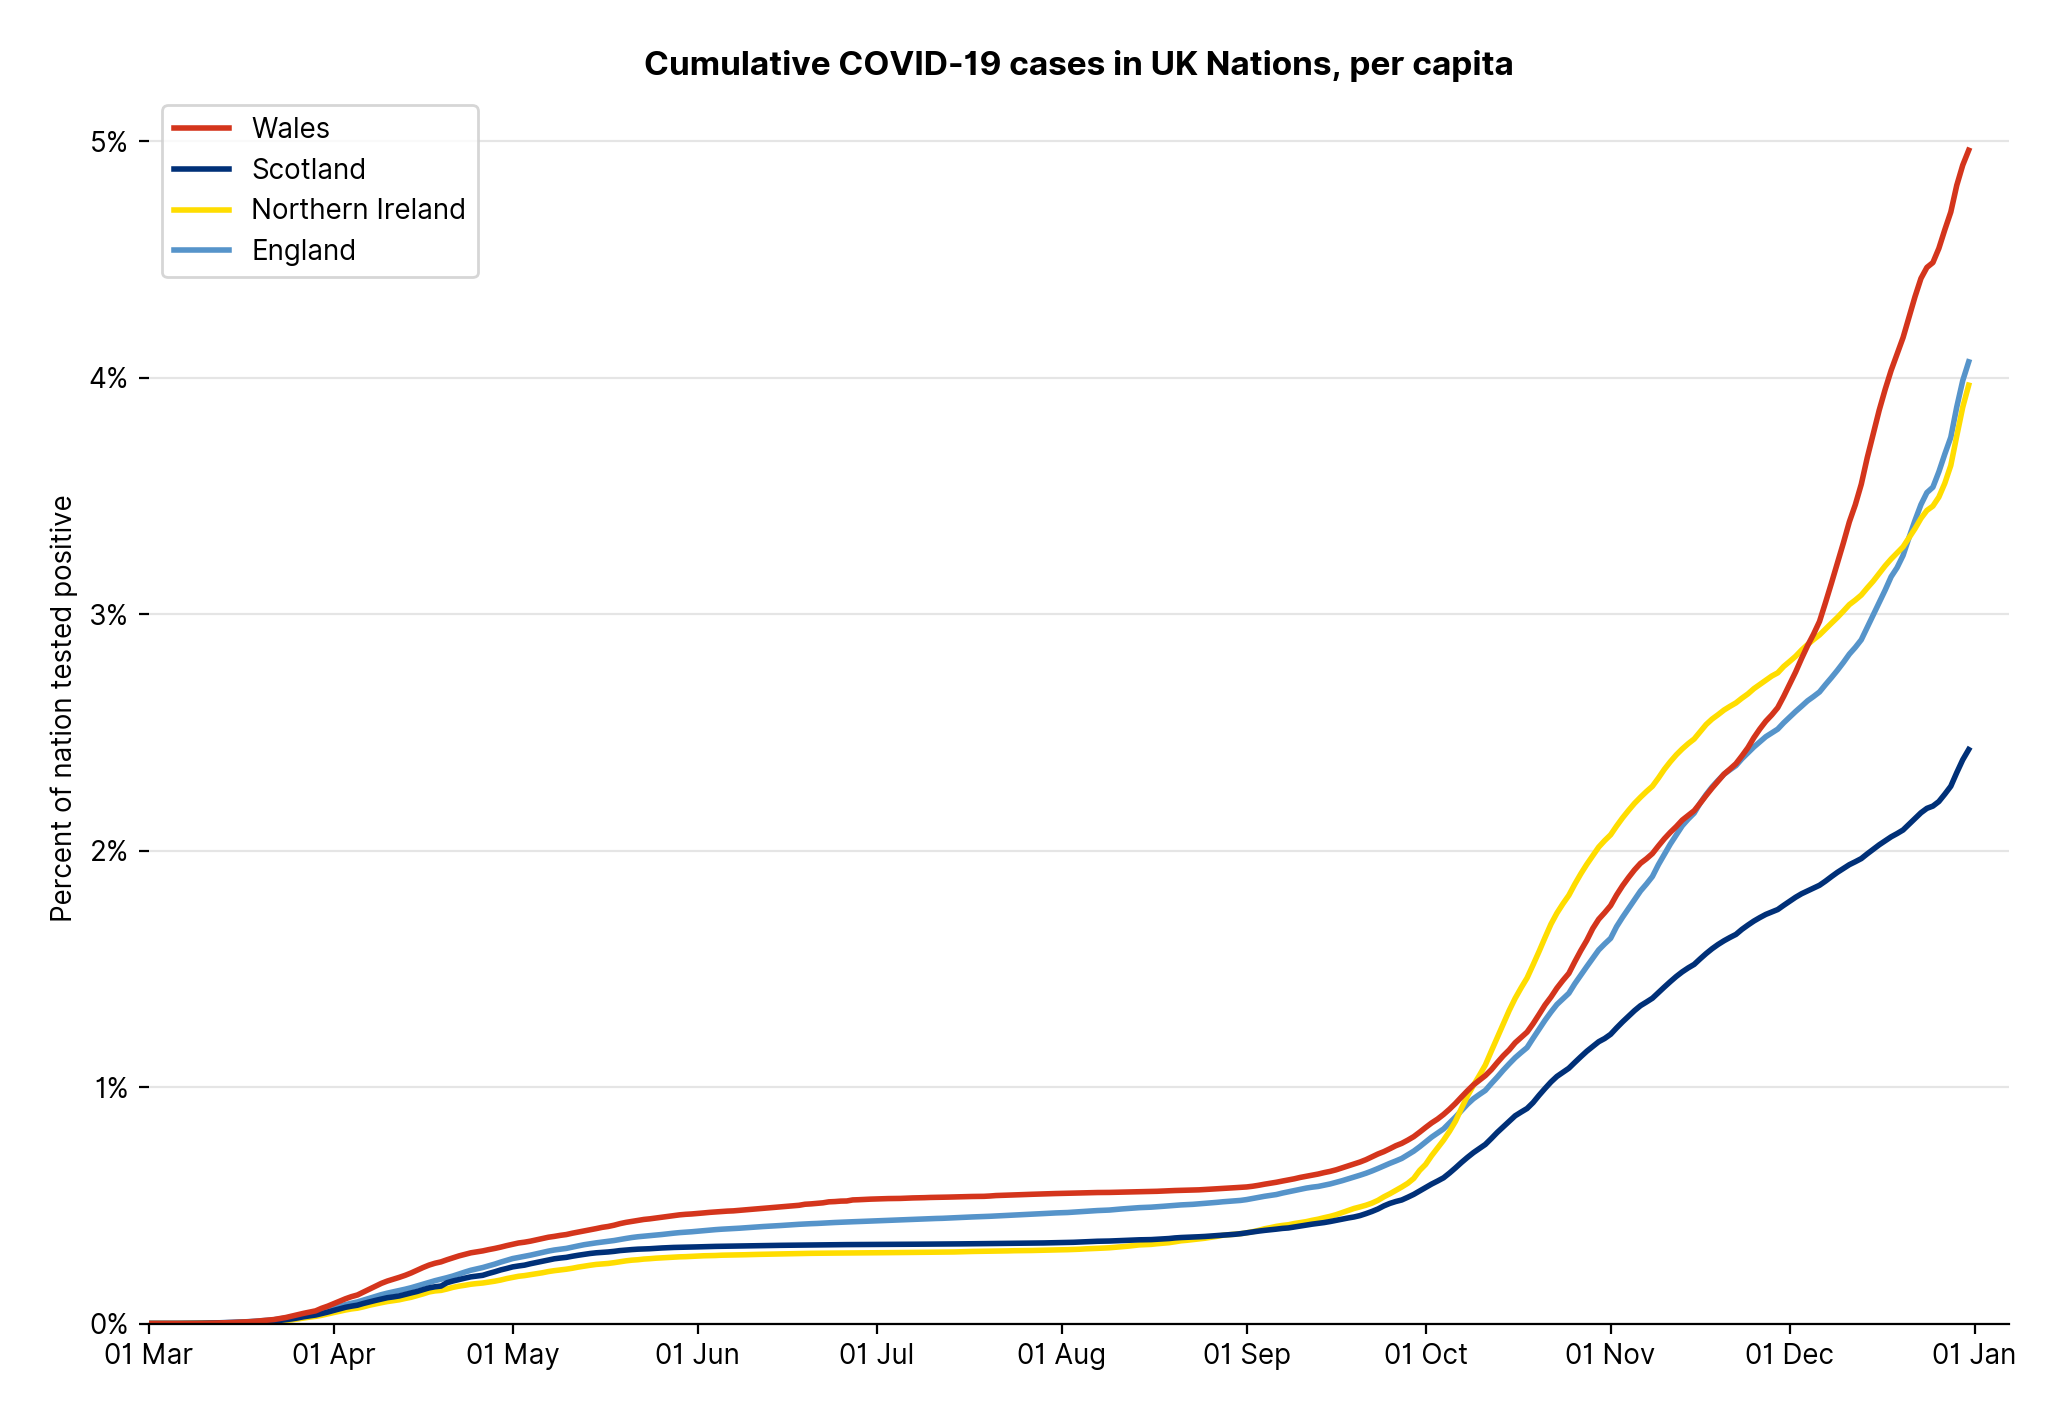 Cumulative COVID-19 cases in UK Nations, per capita
Wales
Scotland
Northern Ireland
England
Percent of nation tested positive
5%
4%
3%
2%
1%
0%
01 Mar
01 Apr
01 May
01 Jun
01 Jul
01 Aug
01 Sep
01 Oct
01 Nov
01 Dec
01 Jan